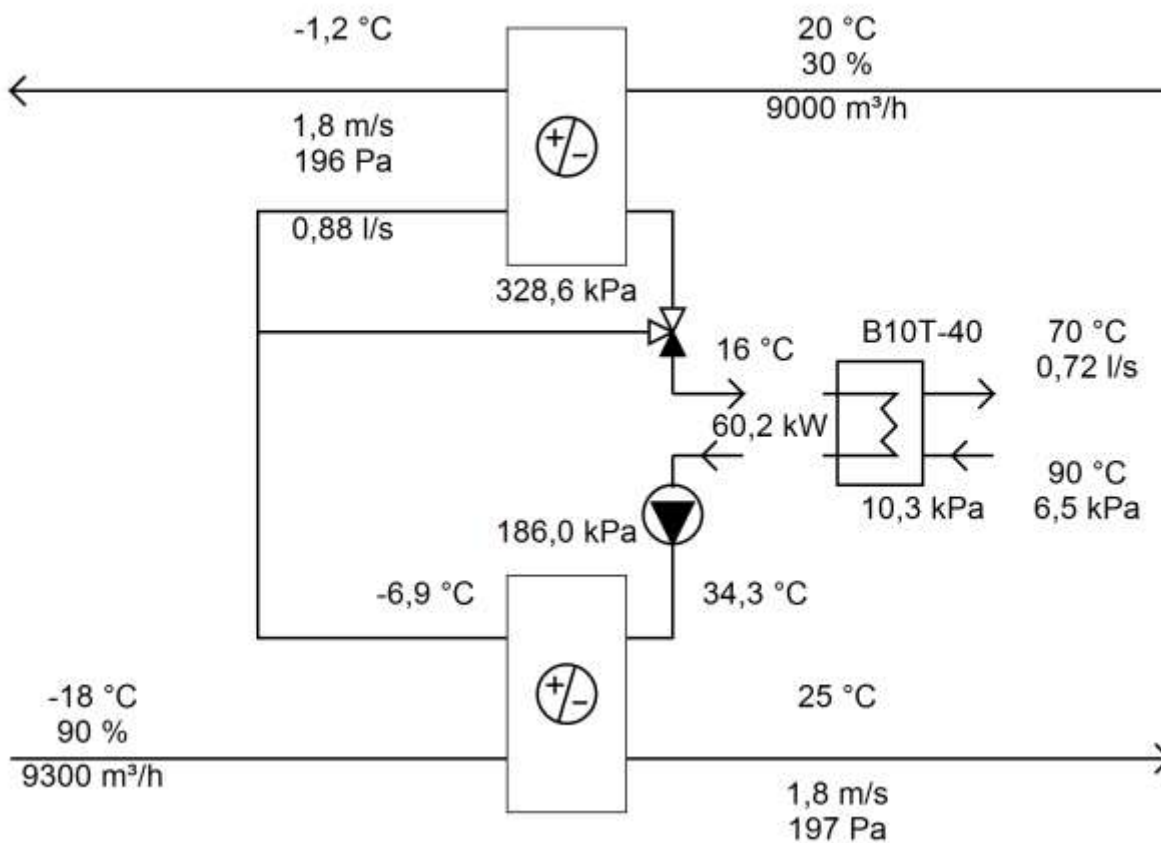 -1,2 °C
20 °C
30 %
9000 m³/h
1,8 m/s
196 Pa
+
-
0,88 l/s
328,6 kPa
16 °C
B10T-40
70 °C
0,72 l/s
60,2 kW
90 °C
6,5 kPa
10,3 kPa
186,0 kPa
-6,9 °C
34,3 °C
-18 °C
90 %
9300 m³/h
+
-
25 °C
1,8 m/s
197 Pa